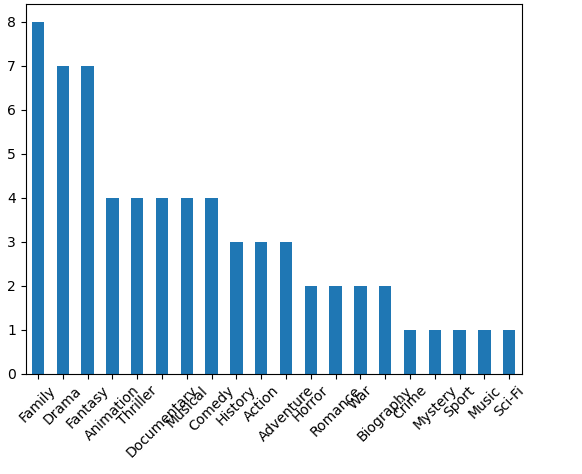 8
7
6
5
4
3
2
1
0
Family
Drama
Fantasy
Animation
Thriller
Documentary
Musical
Comedy
History
Action
Adventure
Horror
Romance
War
Biography
Crime
Mystery
Sport
Music
Sci-Fi